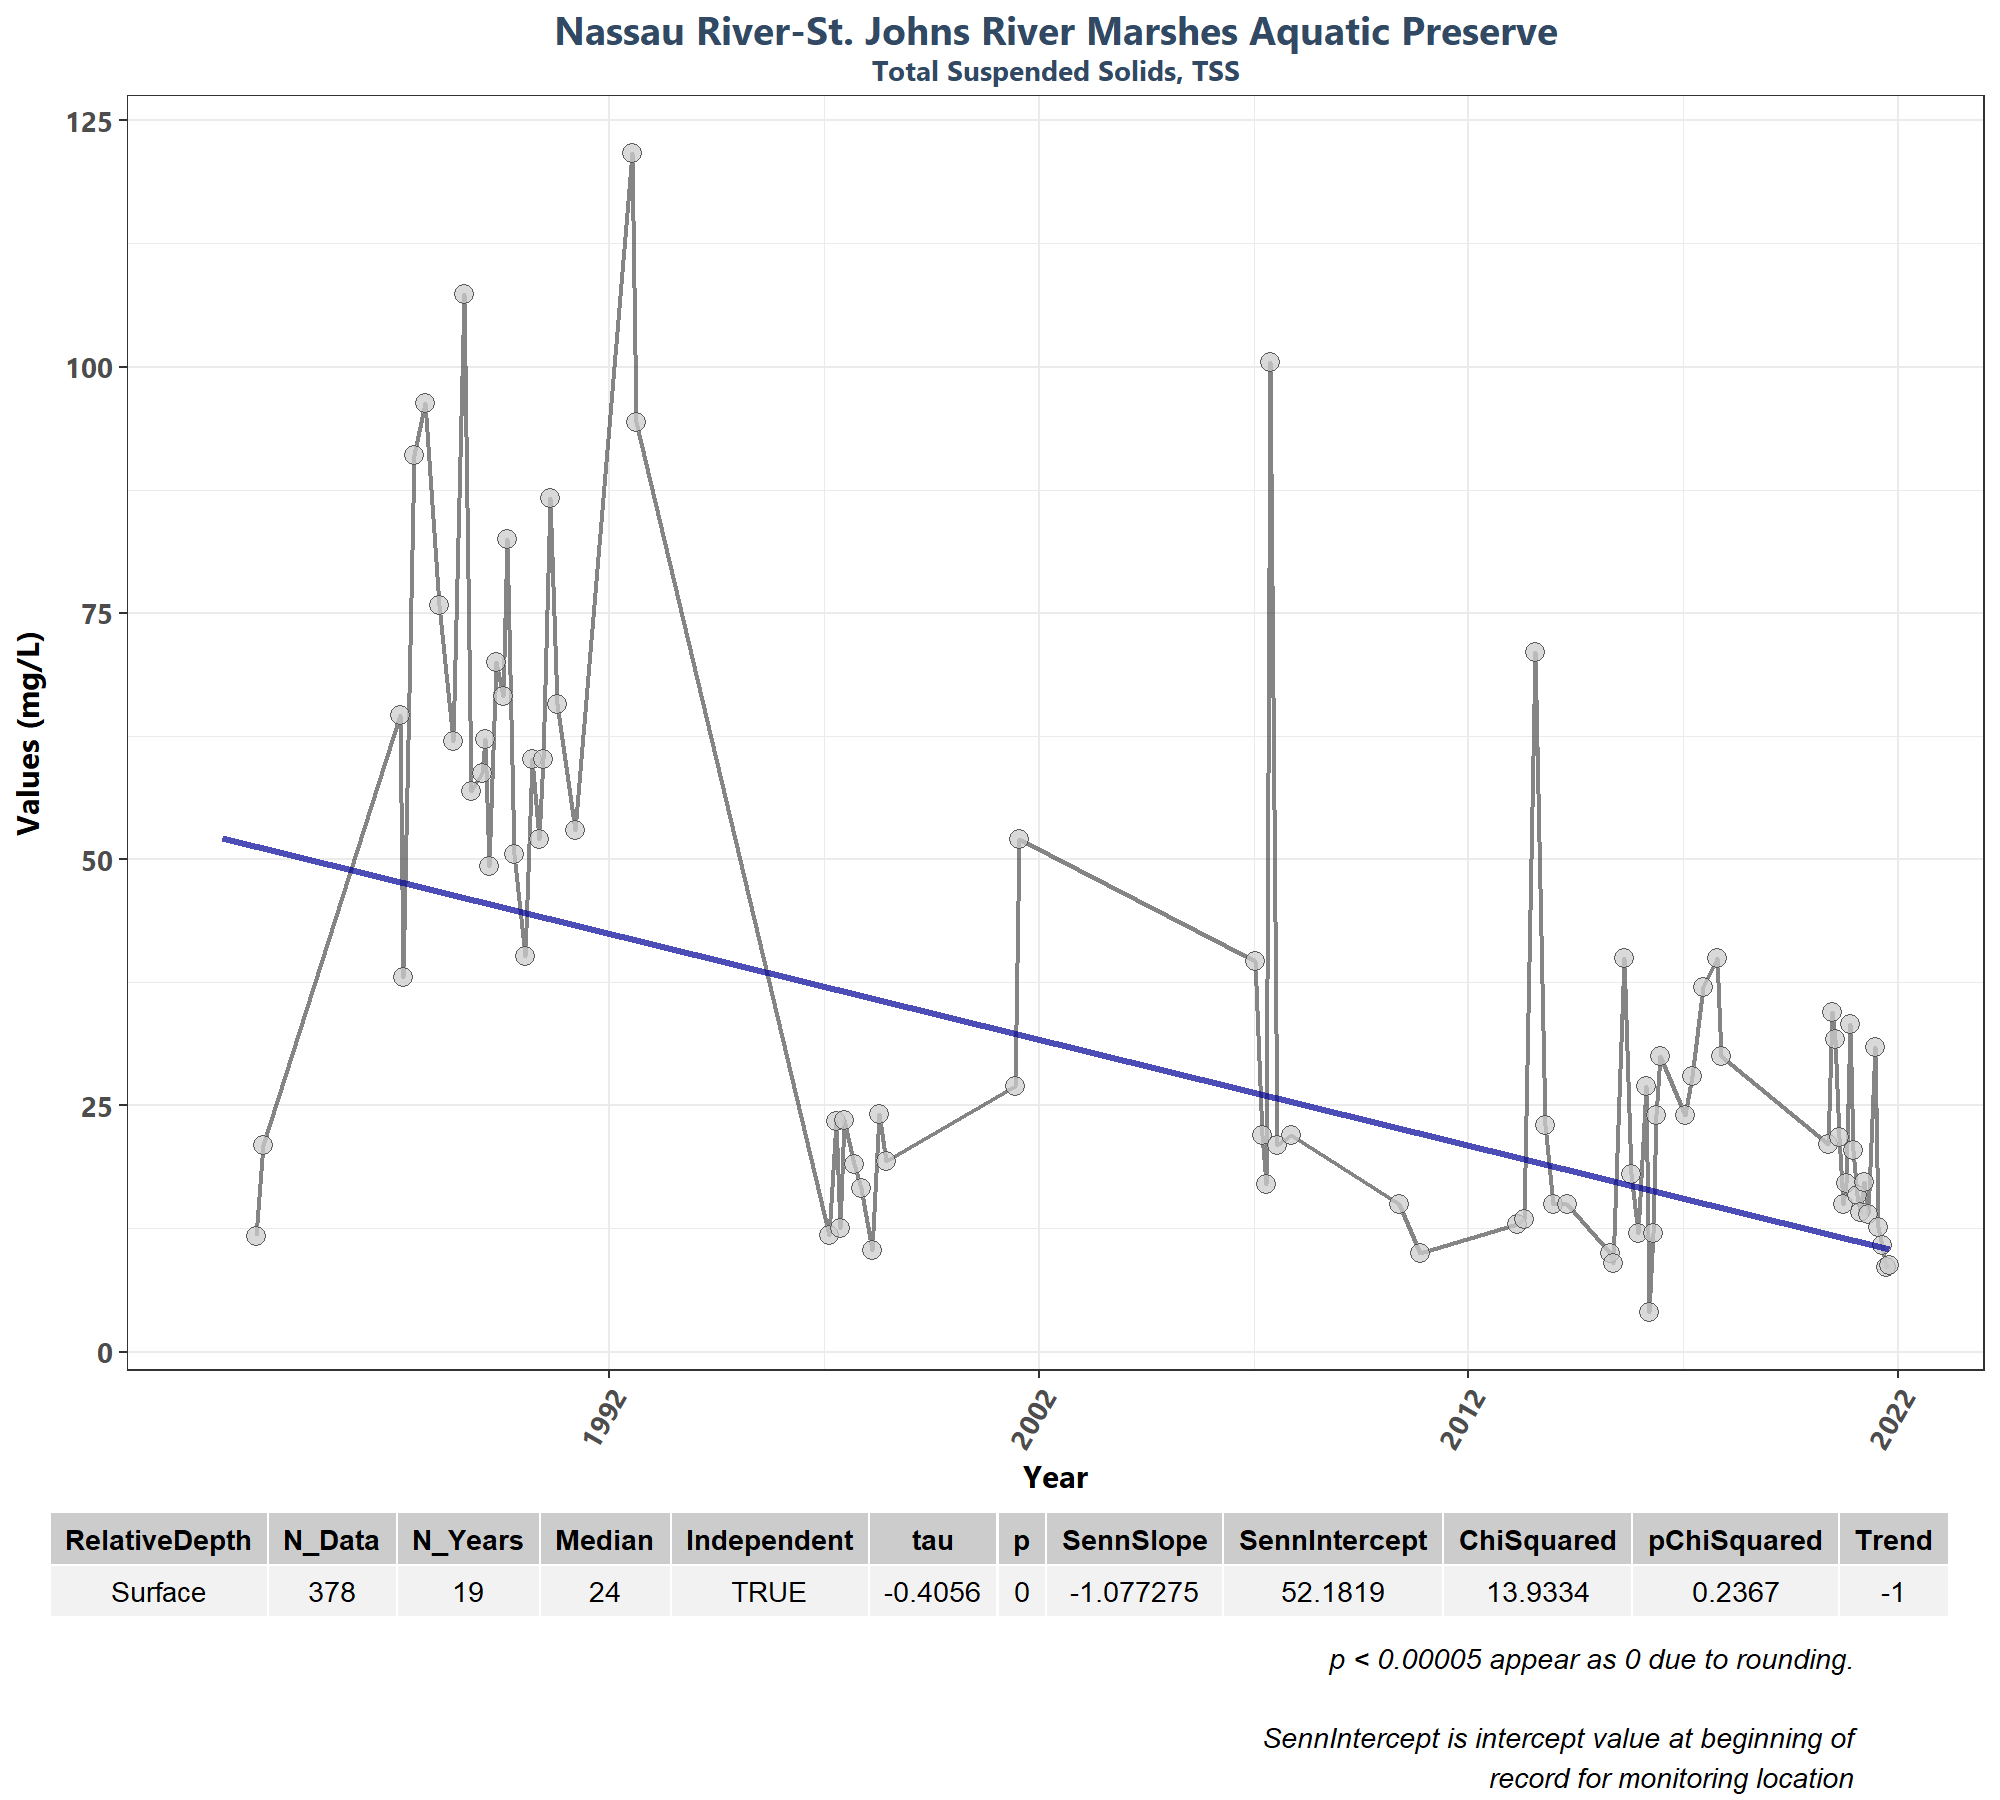 Nassau River-St. Johns River Marshes Aquatic Preserve
Total Suspended Solids, TSS
125
100
75
50
25
0
Values (mg/L)
1992
2002
2012
2022
Year
RelativeDepth N_Data N_Years Median Independent tau p SennSlope SennIntercept ChiSquared pChiSquared Trend
Surface 378 19 24 TRUE -0.4056 0 -1.077275 52.1819 13.9334 0.2367 -1
p < 0.00005 appear as 0 due to rounding.
SennIntercept is intercept value at beginning of
record for monitoring location